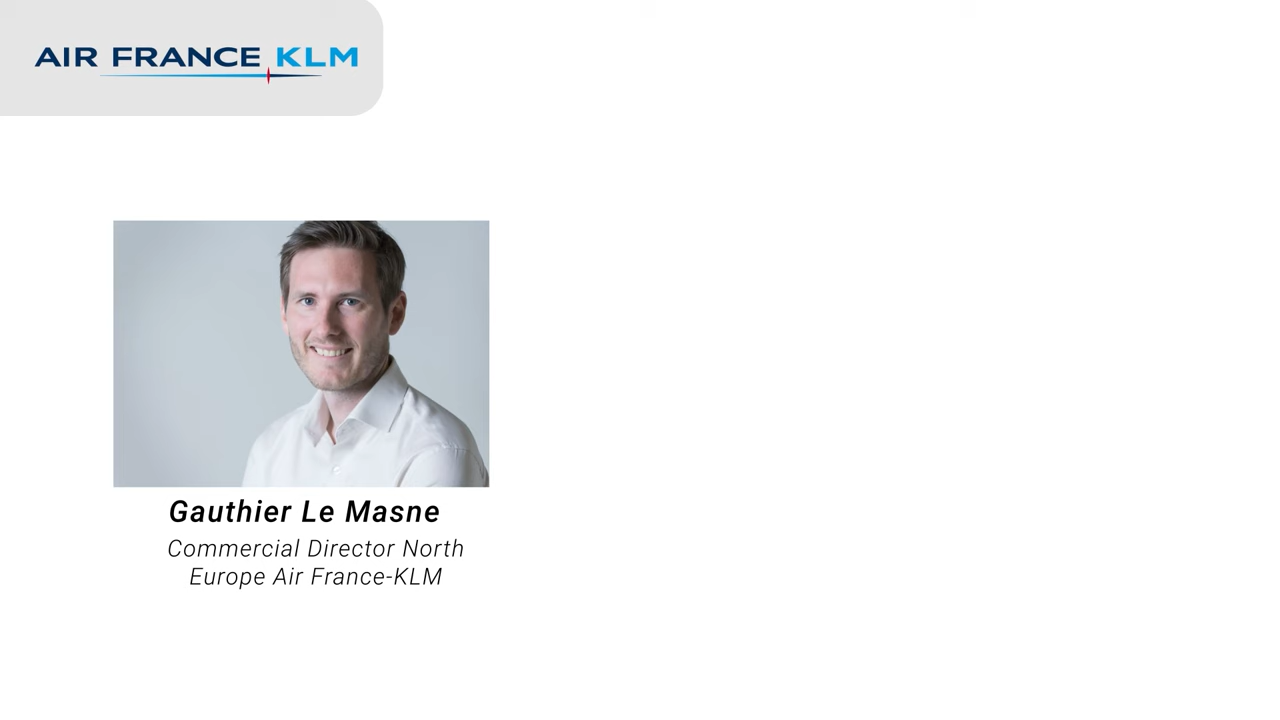 AIR FRANCE KLM
Gauthier Le Masne
Commercial Director North
Europe Air France-KLM